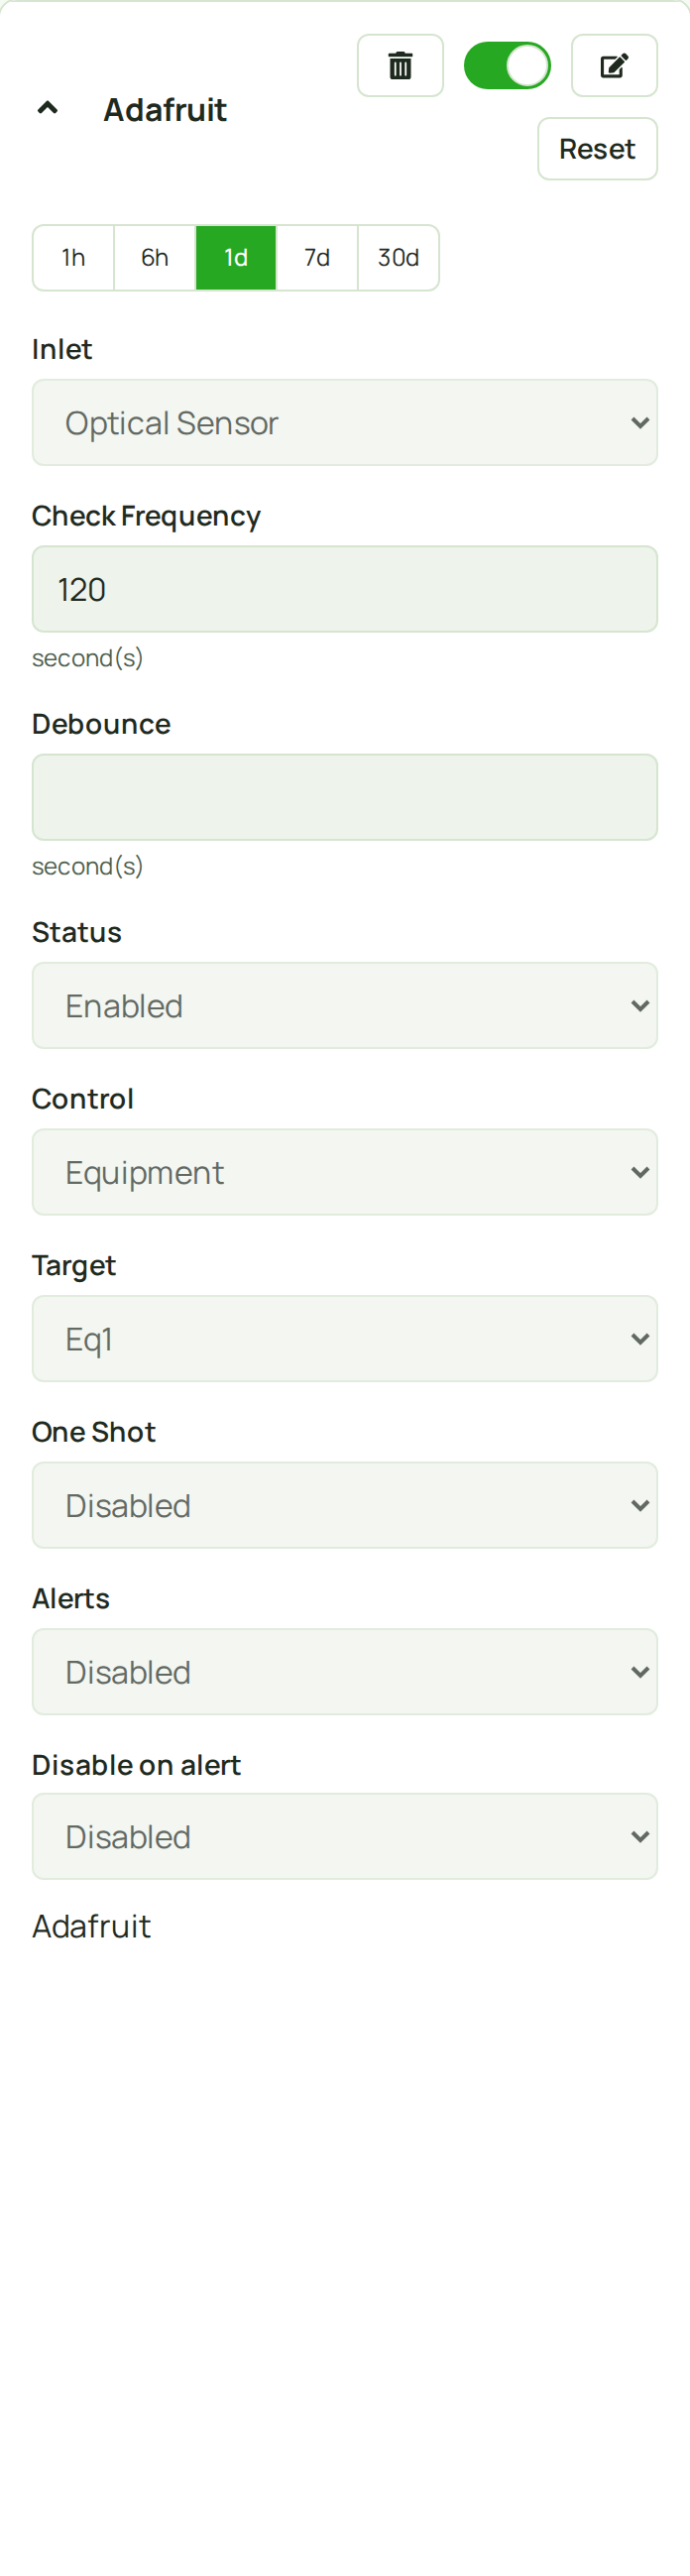 Adafruit
Reset
1h 6h 1d 7d 30d
Inlet
Optical Sensor
Check Frequency
120
second(s)
Debounce
second(s)
Status
Enabled
Control
Equipment
Target
Eq1
One Shot
Disabled
Alerts
Disabled
Disable on alert
Disabled
Adafruit